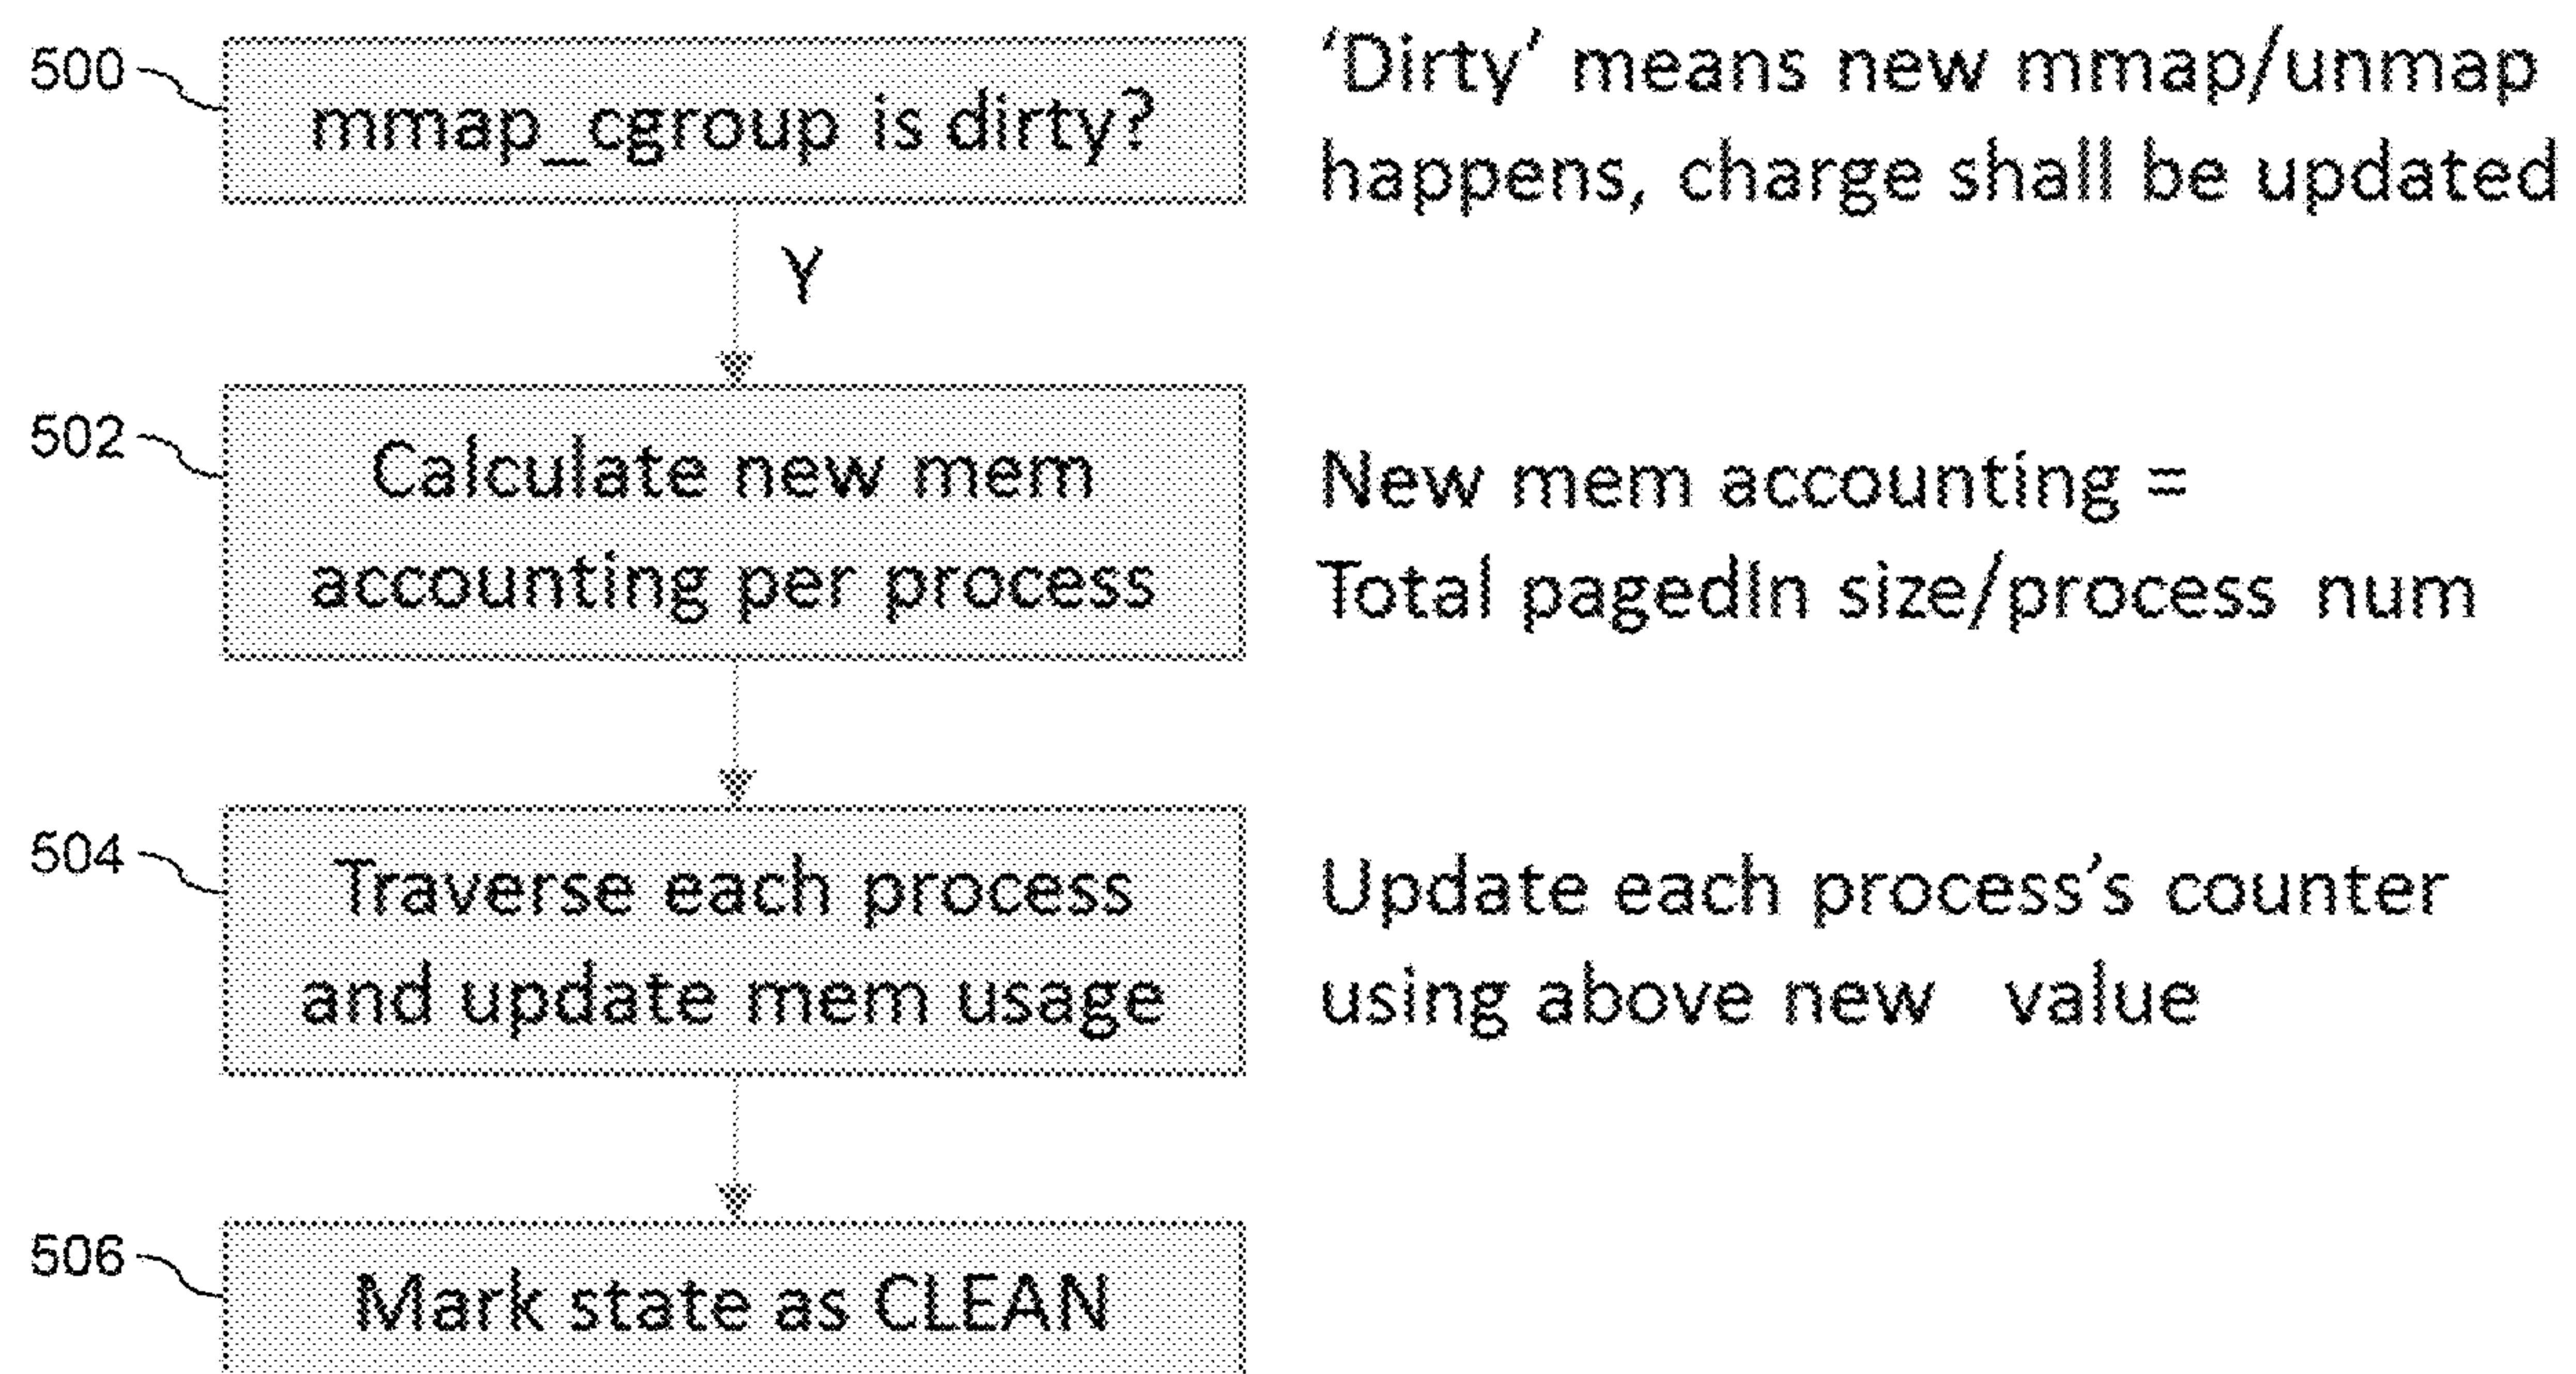 500
mmap_cgroup is dirty?
‘Dirty’ means new mmap/unmap
happens, charge shall be updated
Y
502
Calculate new mem
accounting per process
New mem accounting =
Total pagedIn size/process num
504
Traverse each process
and update mem usage
Update each process’s counter
using above new value
506
Mark state as CLEAN